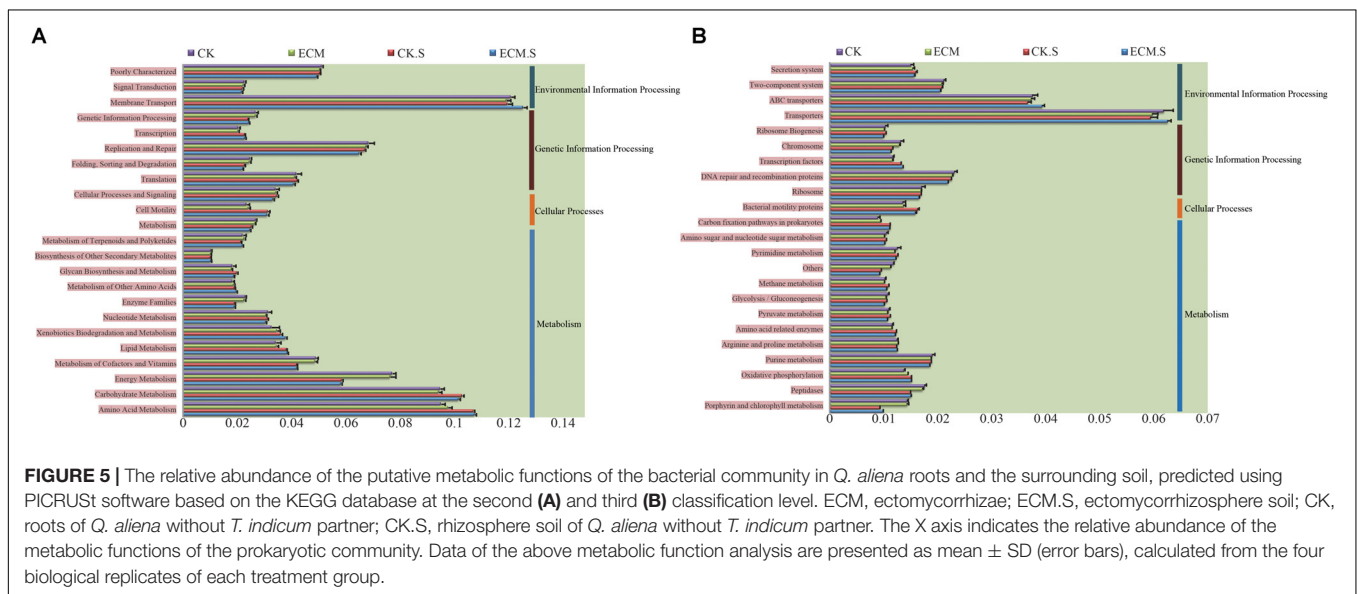 A
CK ECM CK.S ECM.S
Poorly Characterized
Signal Transduction
Membrane Transport
Genetic Information Processing
Transcription
Replication and Repair
Folding, Sorting and Degradation
Translation
Cellular Processes and Signaling
Cell Motility
Metabolism
Metabolism of Terpenoids and Polyketides
Biosynthesis of Other Secondary Metabolites
Glycan Biosynthesis and Metabolism
Metabolism of Other Amino Acids
Enzyme Families
Nucleotide Metabolism
Xenobiotics Biodegradation and Metabolism
Lipid Metabolism
Metabolism of Cofactors and Vitamins
Energy Metabolism
Carbohydrate Metabolism
Amino Acid Metabolism
Environmental Information Processing
Genetic Information Processing
Cellular Processes
Metabolism
0 0.02 0.04 0.06 0.08 0.1 0.12 0.14
B
CK ECM CK.S ECM.S
Secretion system
Two-component system
ABC transporters
Transporters
Ribosome Biogenesis
Chromosome
Transcription factors
DNA repair and recombination proteins
Ribosome
Bacterial motility proteins
Carbon fixation pathways in prokaryotes
Amino sugar and nucleotide sugar metabolism
Pyrimidine metabolism
Others
Methane metabolism
Glycolysis / Gluconeogenesis
Pyruvate metabolism
Amino acid related enzymes
Arginine and proline metabolism
Purine metabolism
Oxidative phosphorylation
Peptidases
Porphyrin and chlorophyll metabolism
Environmental Information Processing
Genetic Information Processing
Cellular Processes
Metabolism
0 0.01 0.02 0.03 0.04 0.05 0.06 0.07
FIGURE 5 | The relative abundance of the putative metabolic functions of the bacterial community in Q. aliena roots and the surrounding soil, predicted using
PICRUSt software based on the KEGG database at the second (A) and third (B) classification level. ECM, ectomycorrhizae; ECM.S, ectomycorrhizosphere soil; CK,
roots of Q. aliena without T. indicum partner; CK.S, rhizosphere soil of Q. aliena without T. indicum partner. The X axis indicates the relative abundance of the
metabolic functions of the prokaryotic community. Data of the above metabolic function analysis are presented as mean ± SD (error bars), calculated from the four
biological replicates of each treatment group.